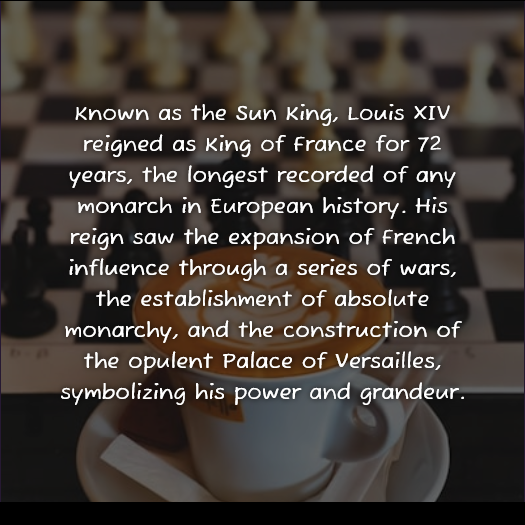 Known as the Sun King, Louis XIV
reigned as King of France for 72
years, the longest recorded of any
monarch in European history. His
reign saw the expansion of French
influence through a series of wars,
the establishment of absolute
monarchy, and the construction of
the opulent Palace of Versailles,
symbolizing his power and grandeur.